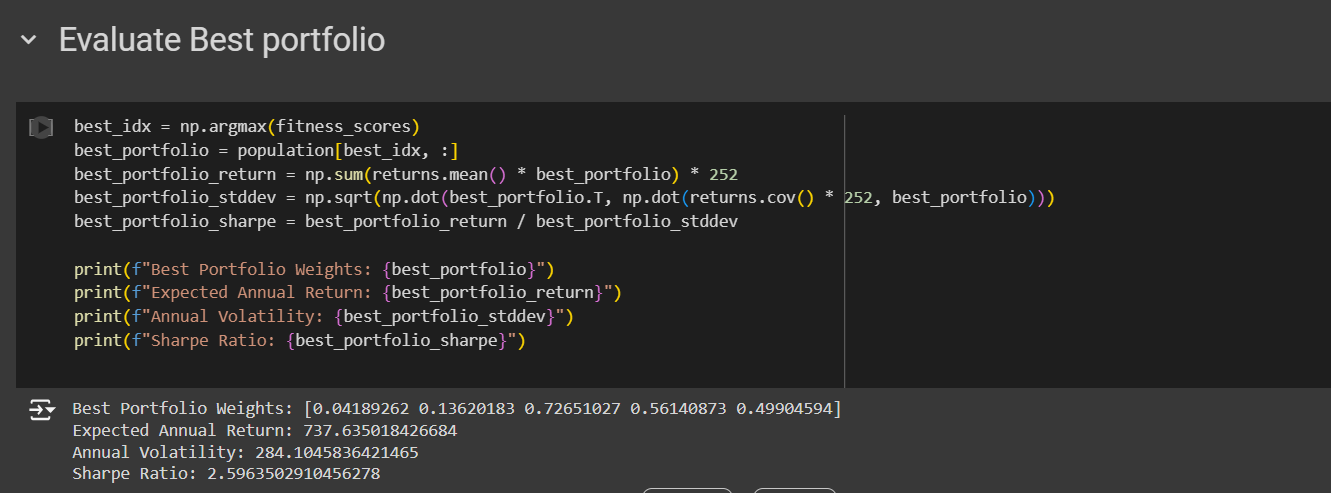 Evaluate Best portfolio
best_idx = np.argmax(fitness_scores)
best_portfolio = population[best_idx, :]
best_portfolio_return = np.sum(returns.mean() * best_portfolio) * 252
best_portfolio_stddev = np.sqrt(np.dot(best_portfolio.T, np.dot(returns.cov() * 252, best_portfolio)))
best_portfolio_sharpe = best_portfolio_return / best_portfolio_stddev
print(f"Best Portfolio Weights: {best_portfolio}")
print(f"Expected Annual Return: {best_portfolio_return}")
print(f"Annual Volatility: {best_portfolio_stddev}")
print(f"Sharpe Ratio: {best_portfolio_sharpe}")
Best Portfolio Weights: [0.04189262 0.13620183 0.72651027 0.56140873 0.49904594]
Expected Annual Return: 737.635018426684
Annual Volatility: 284.1045836421465
Sharpe Ratio: 2.5963502910456278